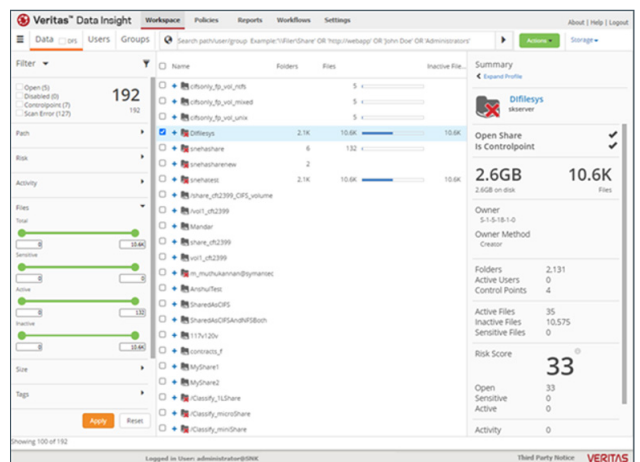 Veritas™ Data Insight Workspace Policies Reports Workflows Settings About | Help | Logout
Data DFS Users Groups Search path/user/group. Example:'\\Filer\Share' OR 'http://webapp' OR 'John Doe' OR 'Administrators' Actions Storage
Filter
Open (5)
Disabled (0)
Controlpoint (7)
Scan Error (127)
192
192
Path
Risk
Activity
Files
Total
0 10.6K
Sensitive
0 0
Active
0 132
Inactive
0 10.6K
Size
Tags
Apply Reset
Name Folders Files Inactive File...
cifsonly_fp_vol_ntfs 5
cifsonly_fp_vol_mixed 5
cifsonly_fp_vol_unix 5
DIfilesys 2.1K 10.6K 10.6K
snehashare 6 132
snehasharenew 2
snehatest 2.1K 10.6K 10.6K
/share_cft2399_CIFS_volume
/vol1_cft2399
Mandar
share_cft2399
vol1_cft2399
m_muthukannan@symantec
AnshulTest
SharedAsCIFS
SharedAsCIFSAndNFSBoth
117v120v
contracts_f
MyShare1
MyShare2
/Classify_1LShare
/Classify_microShare
/Classify_miniShare
Summary
Expand Profile
DIfilesys
skserver
Open Share
Is Controlpoint
2.6GB 10.6K
2.6GB on disk Files
Owner
S-1-5-18-1-0
Owner Method
Creator
Folders 2,131
Active Users 0
Control Points 4
Active Files 35
Inactive Files 10,575
Sensitive Files 0
Risk Score
33
Open 33
Sensitive 0
Active 0
Activity 0
Showing 100 of 192
Logged in User: administrator@SNK Third Party Notice VERITAS